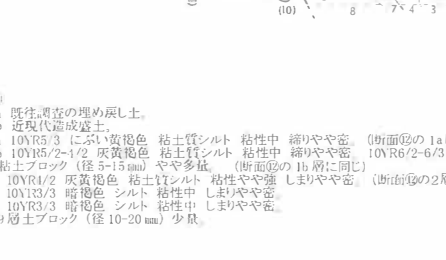 (10) 8 7 4 3
既往調査の埋め戻し土。
近現代造成盛土。
10YR5/3 にぶい黄褐色 粘土質シルト 粘性中 締りやや密。(断面⑫の 1a
10YR5/2-4/2 灰黄褐色 粘土質シルト 粘性中 締りやや密 10YR6/2-6/3
粘土ブロック(径 5-15 mm)やや多量。(断面⑫の 1b 層に同じ)
10YR4/2 灰黄褐色 粘土質シルト 粘性やや強 しまりやや密。(断面⑫の2層
10YR3/3 暗褐色 シルト 粘性中 しまりやや密
10YR3/3 暗褐色 シルト 粘性中 しまりやや密
9層土ブロック(径 10-20 mm)少量